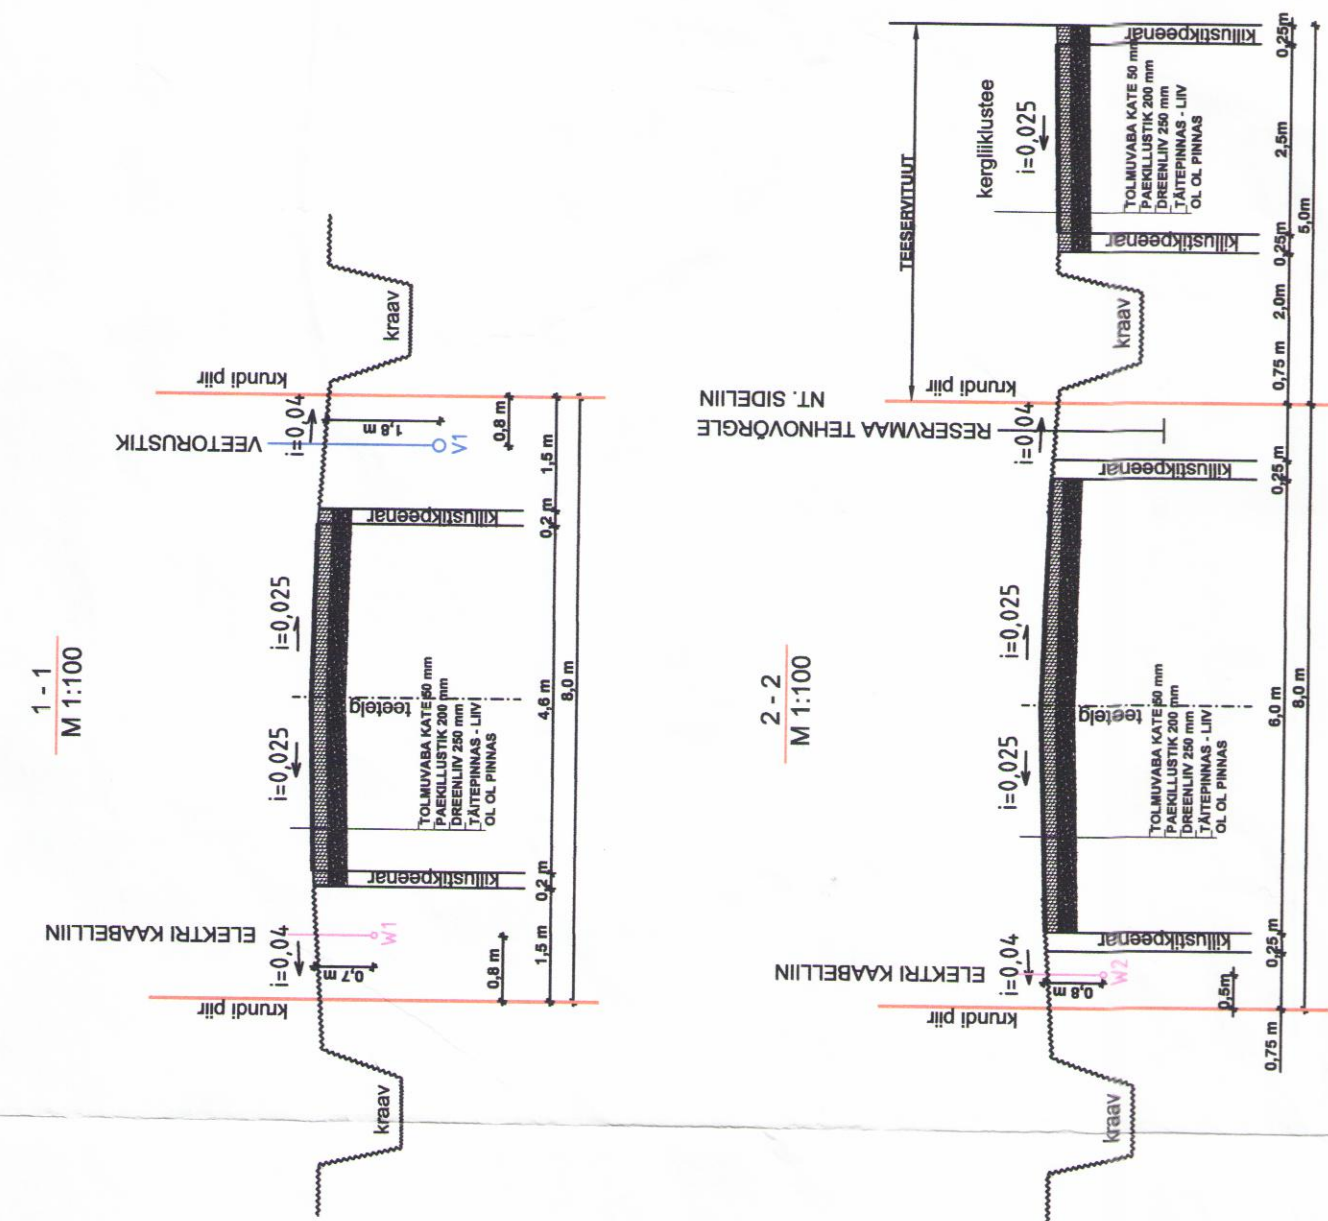 1 - 1
M 1:100
ELEKTRI KAABELLIIN
VEETORUSTIK
krundi piir
krundi piir
i=0,04
i=0,025
i=0,025
i=0,04
kraav
kraav
0,7 m
W1
1,8 m
V1
teetelg
killustikpeenar
killustikpeenar
TOLMUVABA KATE 50 mm
PAEKILLUSTIK 200 mm
DREENLIIV 250 mm
TÄITEPINNAS - LIIV
OL OL PINNAS
0,8 m
0,8 m
1,5 m
0,2 m
4,6 m
0,2 m
1,5 m
8,0 m
2 - 2
M 1:100
ELEKTRI KAABELLIIN
RESERVMAA TEHNOVÕRGLE
NT. SIDELIIN
krundi piir
krundi piir
TEESERVITUUT
kergliiklustee
i=0,04
i=0,025
i=0,025
i=0,04
i=0,025
kraav
kraav
0,8 m
W2
teetelg
killustikpeenar
killustikpeenar
killustikpeenar
killustikpeenar
TOLMUVABA KATE 50 mm
PAEKILLUSTIK 200 mm
DREENLIIV 250 mm
TÄITEPINNAS - LIIV
OL OL PINNAS
TOLMUVABA KATE 50 mm
PAEKILLUSTIK 200 mm
DREENLIIV 250 mm
TÄITEPINNAS - LIIV
OL OL PINNAS
0,5m
0,75 m
0,25 m
6,0 m
0,25 m
0,75 m
2,0m
0,25m
2,5m
0,25m
8,0 m
5,0m